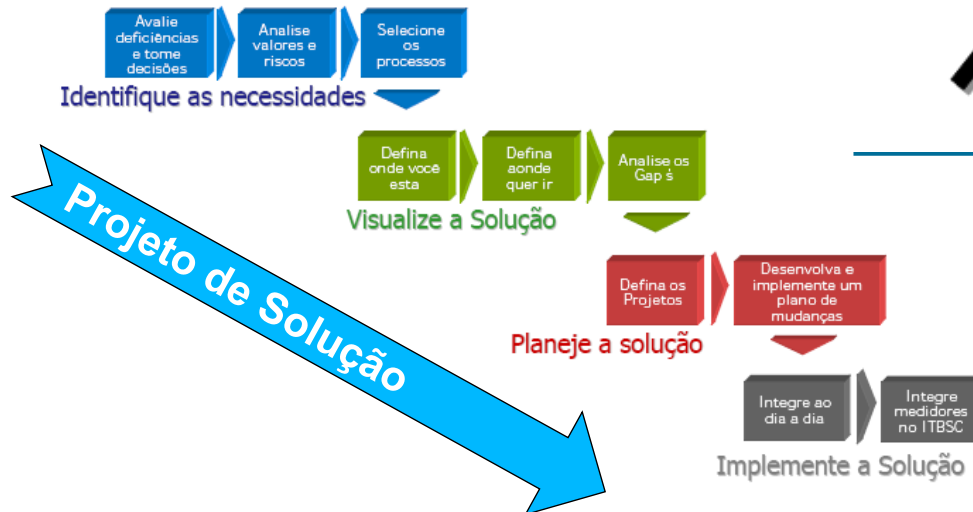 Avalie
deficiências
e tome
decisões
Analise
valores e
riscos
Selecione
os
processos
Identifique as necessidades
Defina
onde você
esta
Defina
aonde
quer ir
Analise os
Gap ́s
Visualize a Solução
Projeto de Solução
Defina os
Projetos
Desenvolva e
implemente um
plano de
mudanças
Planeje a solução
Integre ao
dia a dia
Integre
medidores
no ITBSC
Implemente a Solução